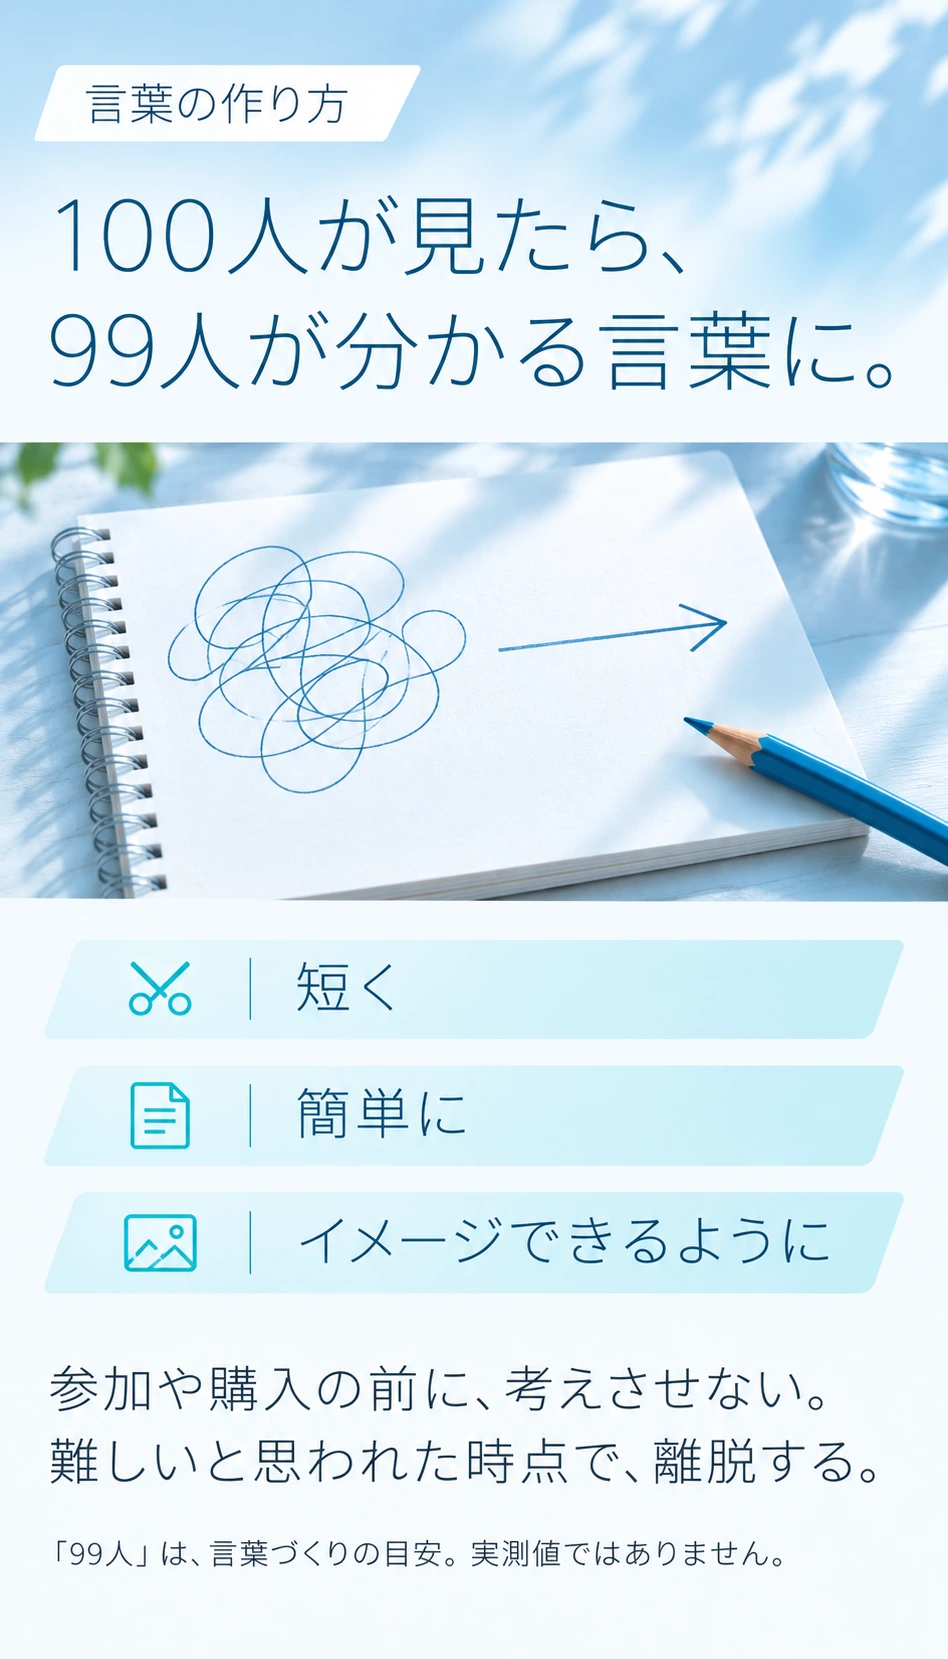 言葉の作り方
100人が見たら、
99人が分かる言葉に。
短く
簡単に
イメージできるように
参加や購入の前に、考えさせない。
難しいと思われた時点で、離脱する。
「99人」は、言葉づくりの目安。実測値ではありません。